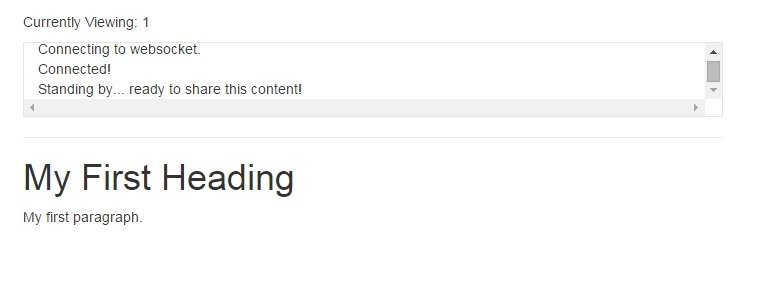 Currently Viewing: 1
Connecting to websocket.
Connected!
Standing by... ready to share this content!
My First Heading
My first paragraph.